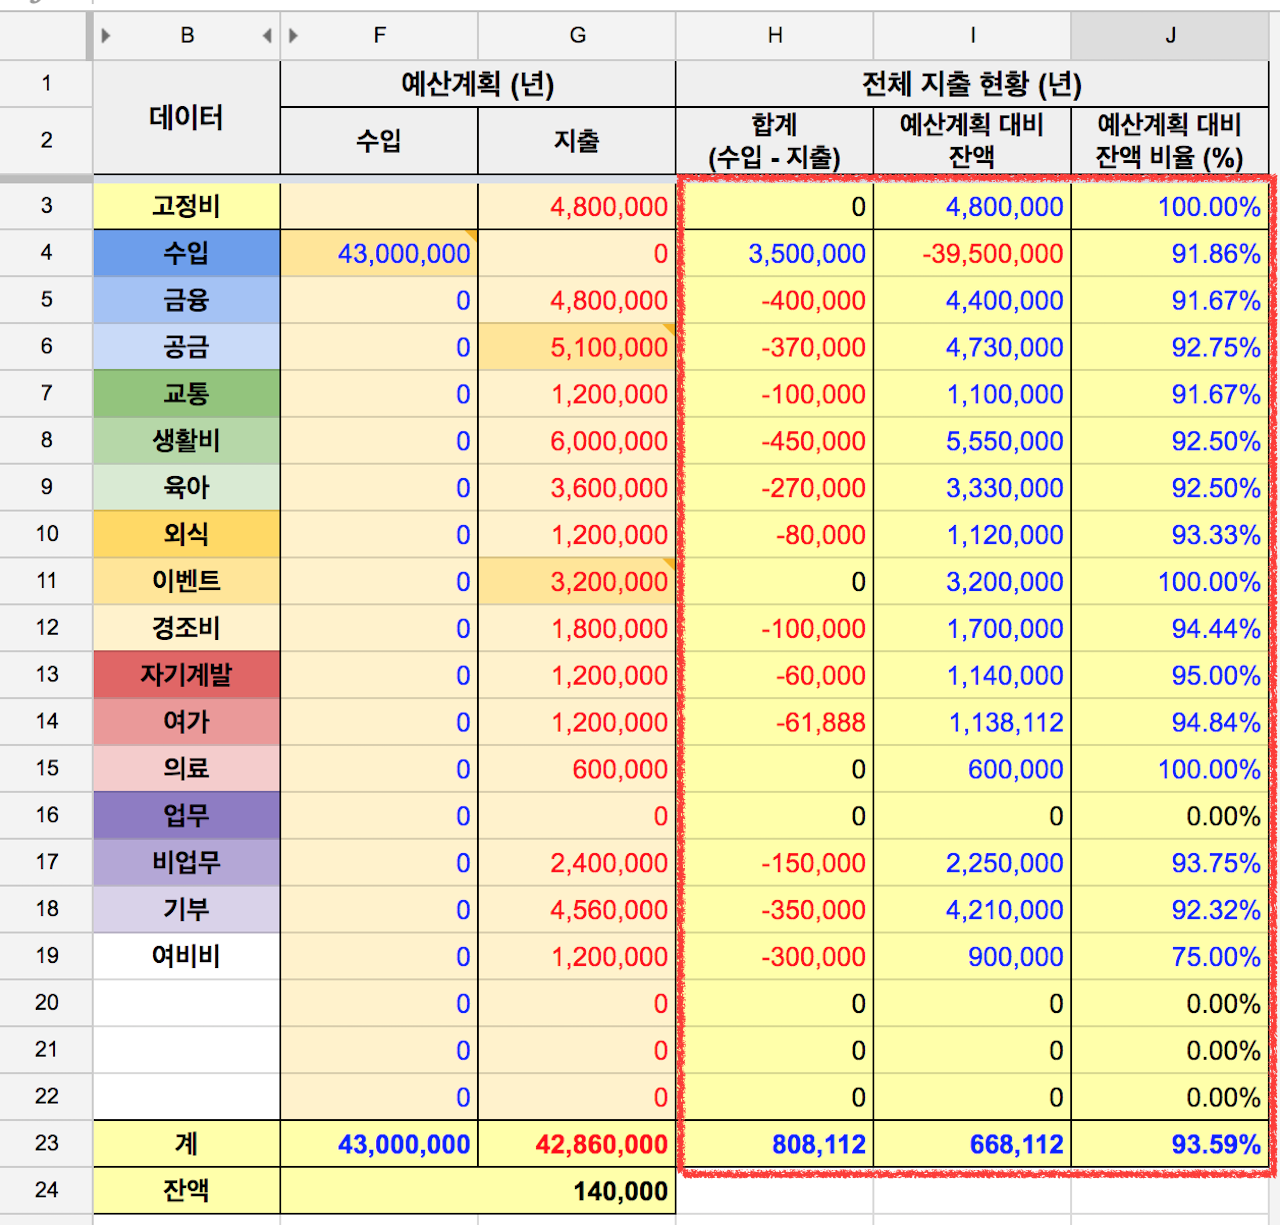 B F G H I J
1 예산계획 (년) 전체 지출 현황 (년)
데이터
2 수입 지출 합계 (수입 - 지출) 예산계획 대비 잔액 예산계획 대비 잔액 비율 (%)
3 고정비 4,800,000 0 4,800,000 100.00%
4 수입 43,000,000 0 3,500,000 -39,500,000 91.86%
5 금융 0 4,800,000 -400,000 4,400,000 91.67%
6 공금 0 5,100,000 -370,000 4,730,000 92.75%
7 교통 0 1,200,000 -100,000 1,100,000 91.67%
8 생활비 0 6,000,000 -450,000 5,550,000 92.50%
9 육아 0 3,600,000 -270,000 3,330,000 92.50%
10 외식 0 1,200,000 -80,000 1,120,000 93.33%
11 이벤트 0 3,200,000 0 3,200,000 100.00%
12 경조비 0 1,800,000 -100,000 1,700,000 94.44%
13 자기계발 0 1,200,000 -60,000 1,140,000 95.00%
14 여가 0 1,200,000 -61,888 1,138,112 94.84%
15 의료 0 600,000 0 600,000 100.00%
16 업무 0 0 0 0 0.00%
17 비업무 0 2,400,000 -150,000 2,250,000 93.75%
18 기부 0 4,560,000 -350,000 4,210,000 92.32%
19 여비비 0 1,200,000 -300,000 900,000 75.00%
20 0 0 0 0 0.00%
21 0 0 0 0 0.00%
22 0 0 0 0 0.00%
23 계 43,000,000 42,860,000 808,112 668,112 93.59%
24 잔액 140,000